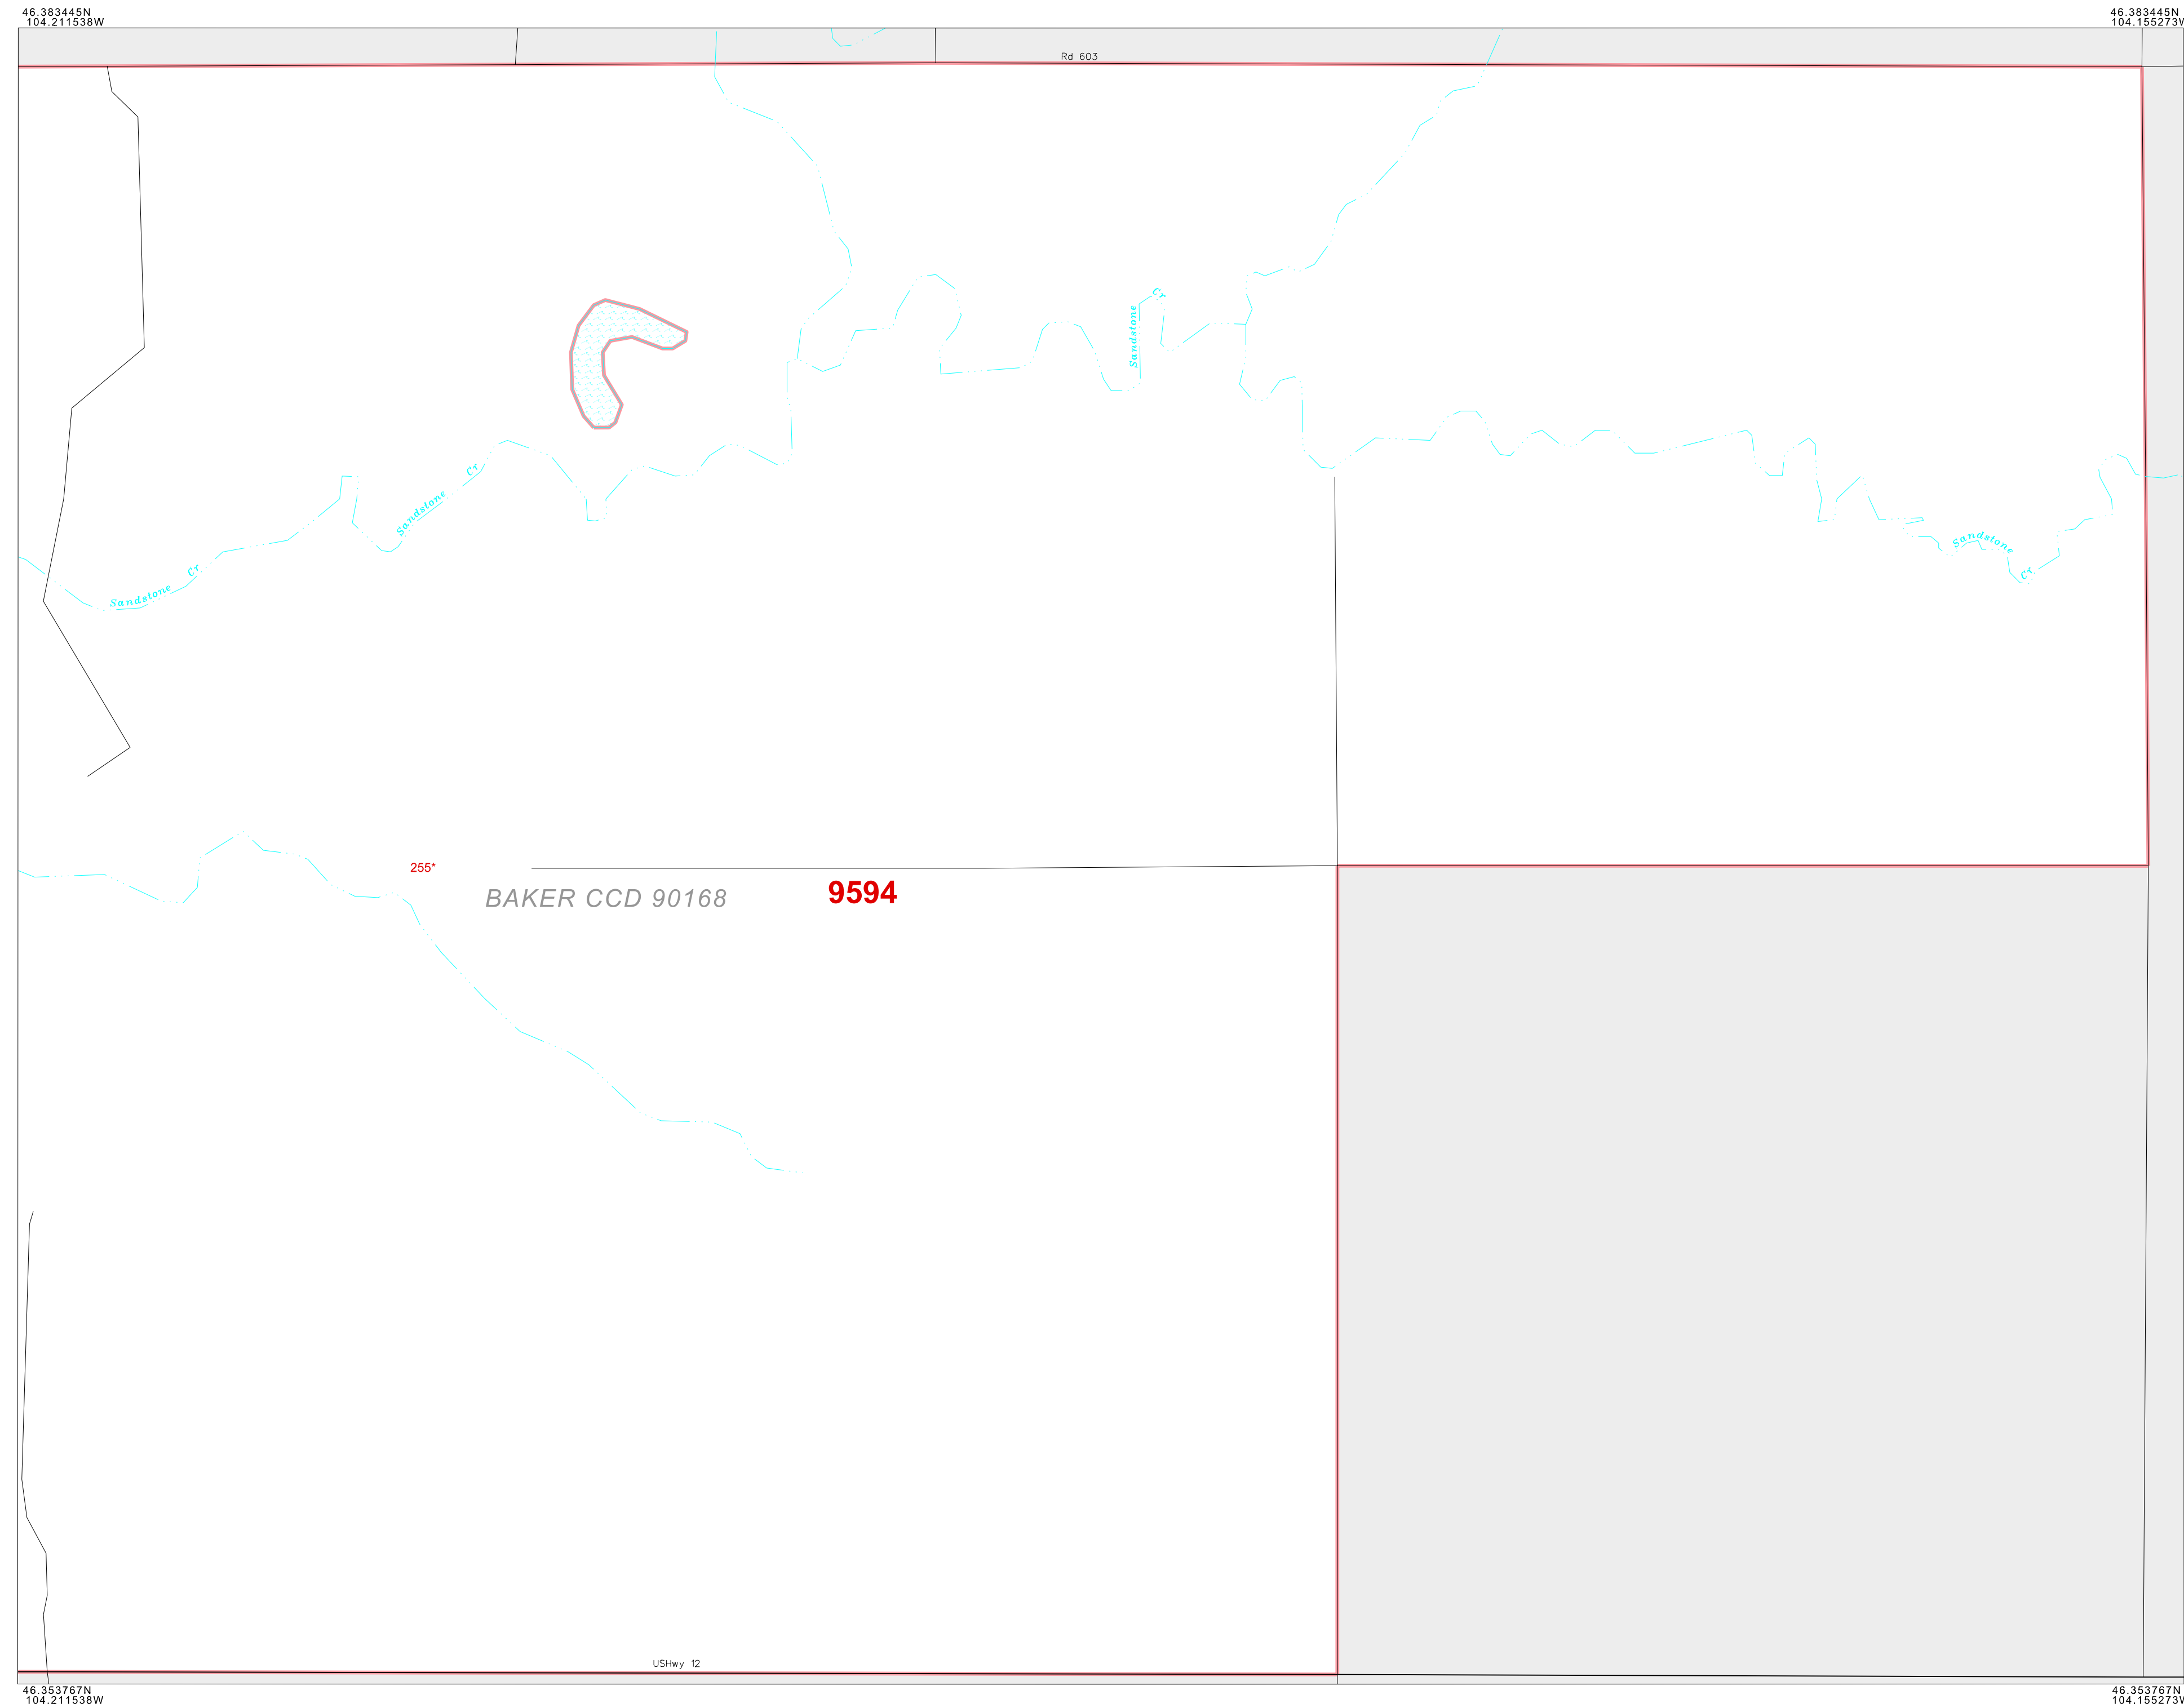 46.383445N
104.211538W
46.383445N
104.155273W
Rd 603
Sandstone Cr
Sandstone Cr
Sandstone Cr
Sandstone Cr
255*
BAKER CCD 90168
9594
USHwy 12
46.353767N
104.211538W
46.353767N
104.155273W